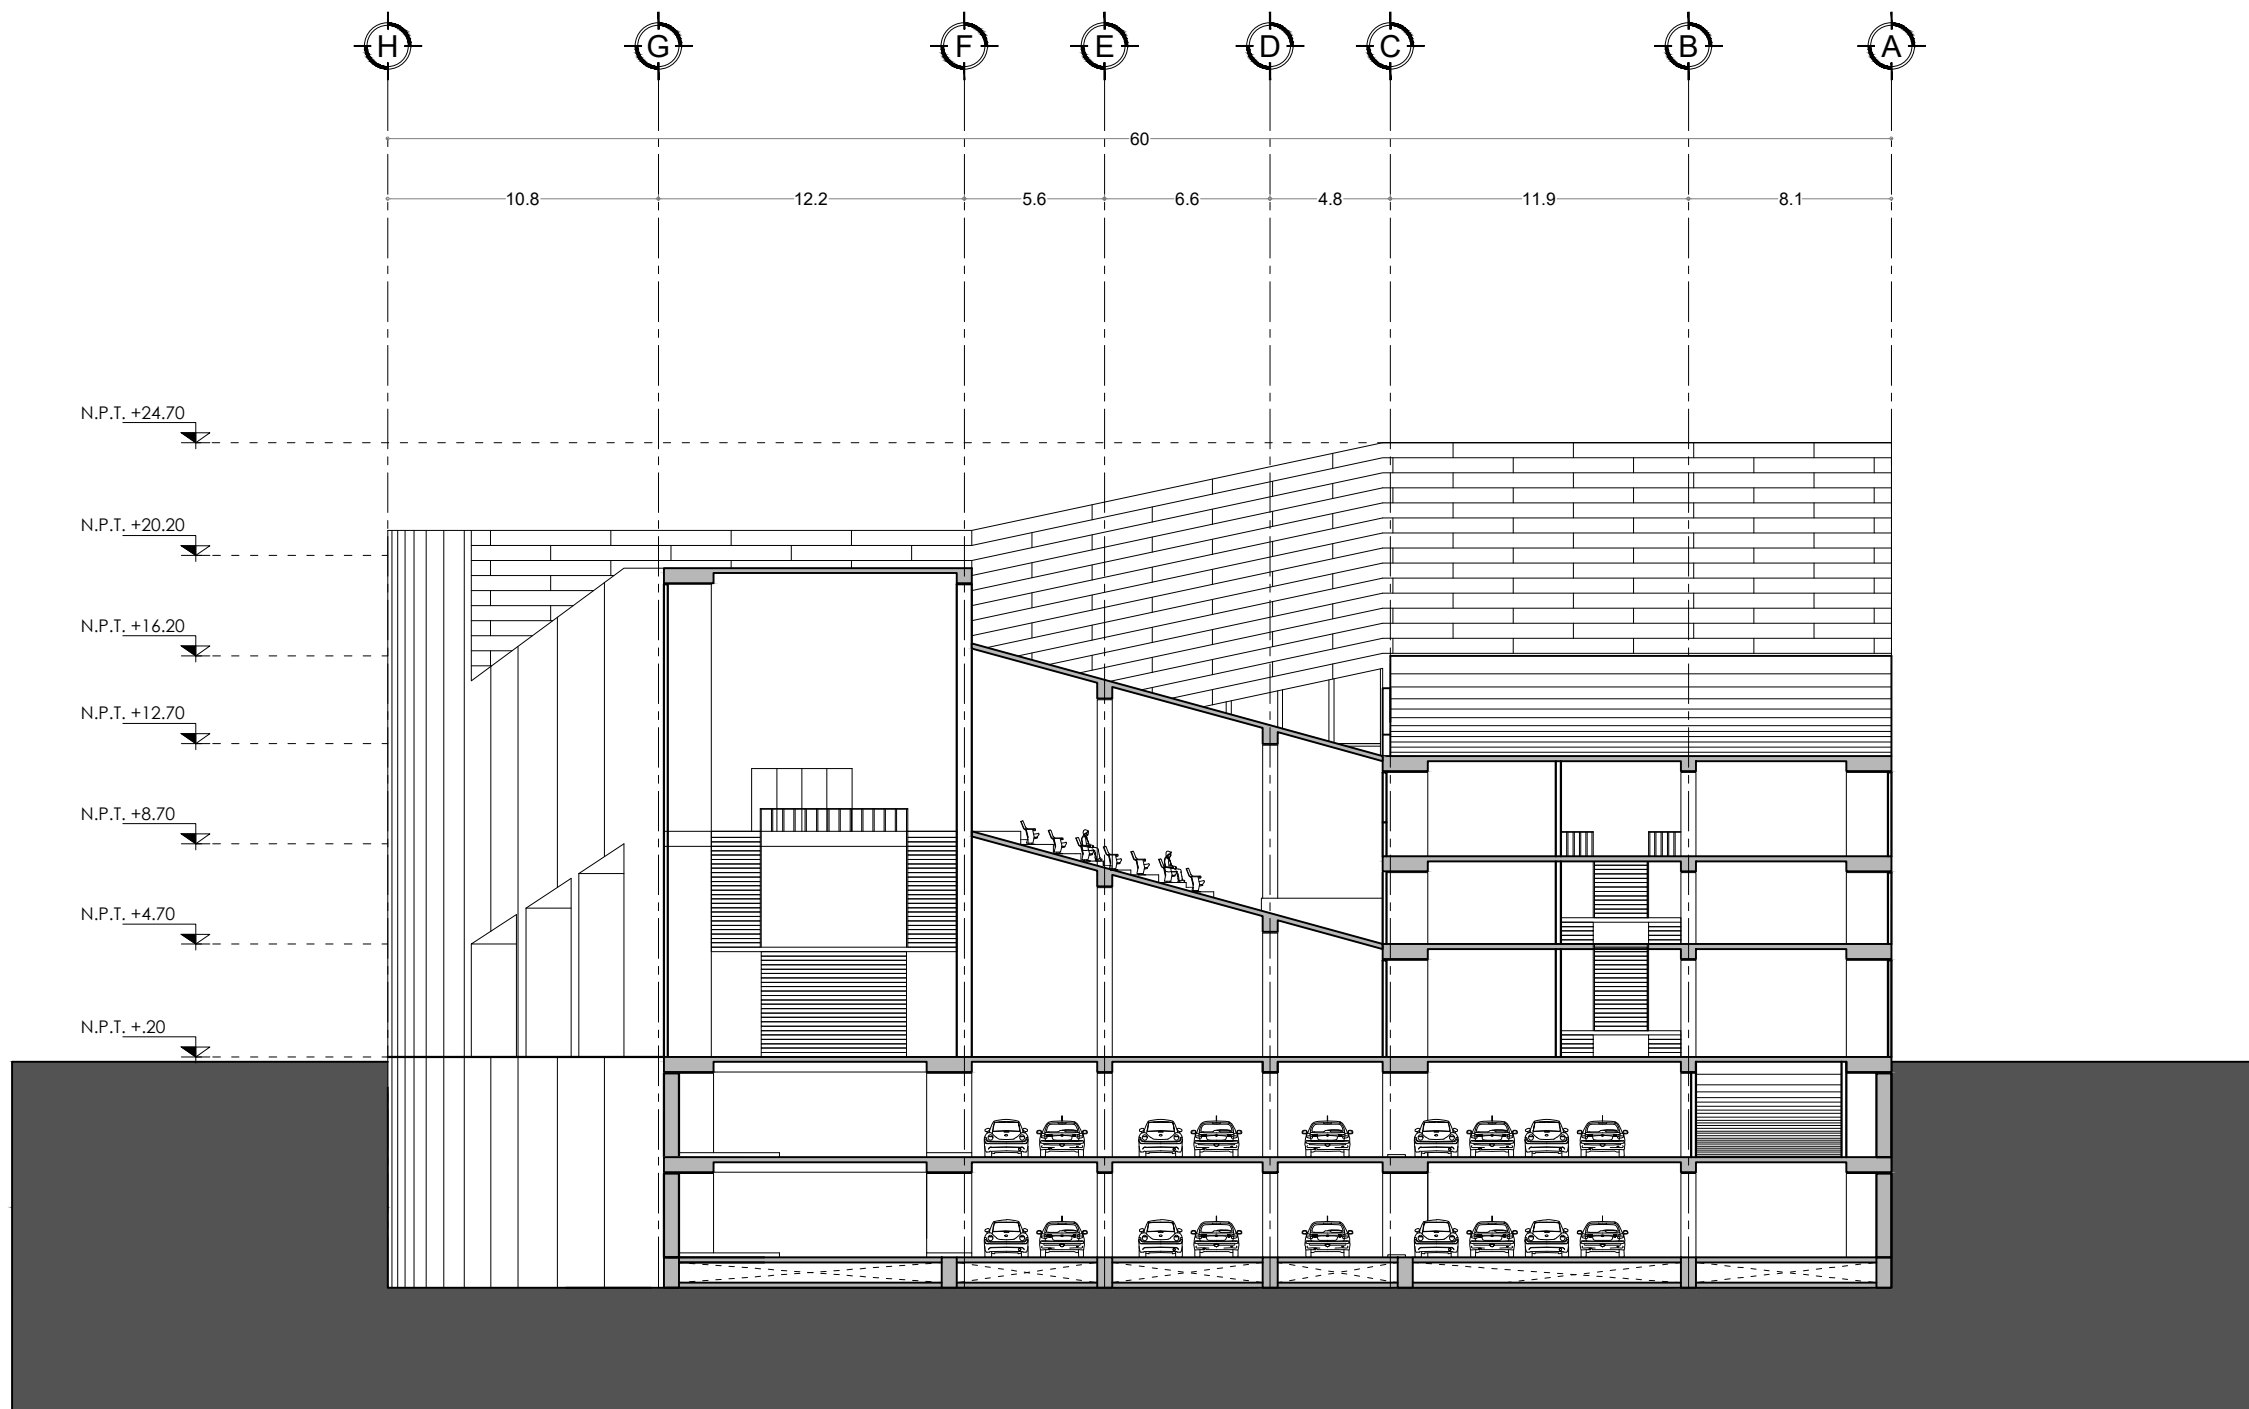 H G F E D C B A
60
10.8 12.2 5.6 6.6 4.8 11.9 8.1
N.P.T. +24.70
N.P.T. +20.20
N.P.T. +16.20
N.P.T. +12.70
N.P.T. +8.70
N.P.T. +4.70
N.P.T. +.20